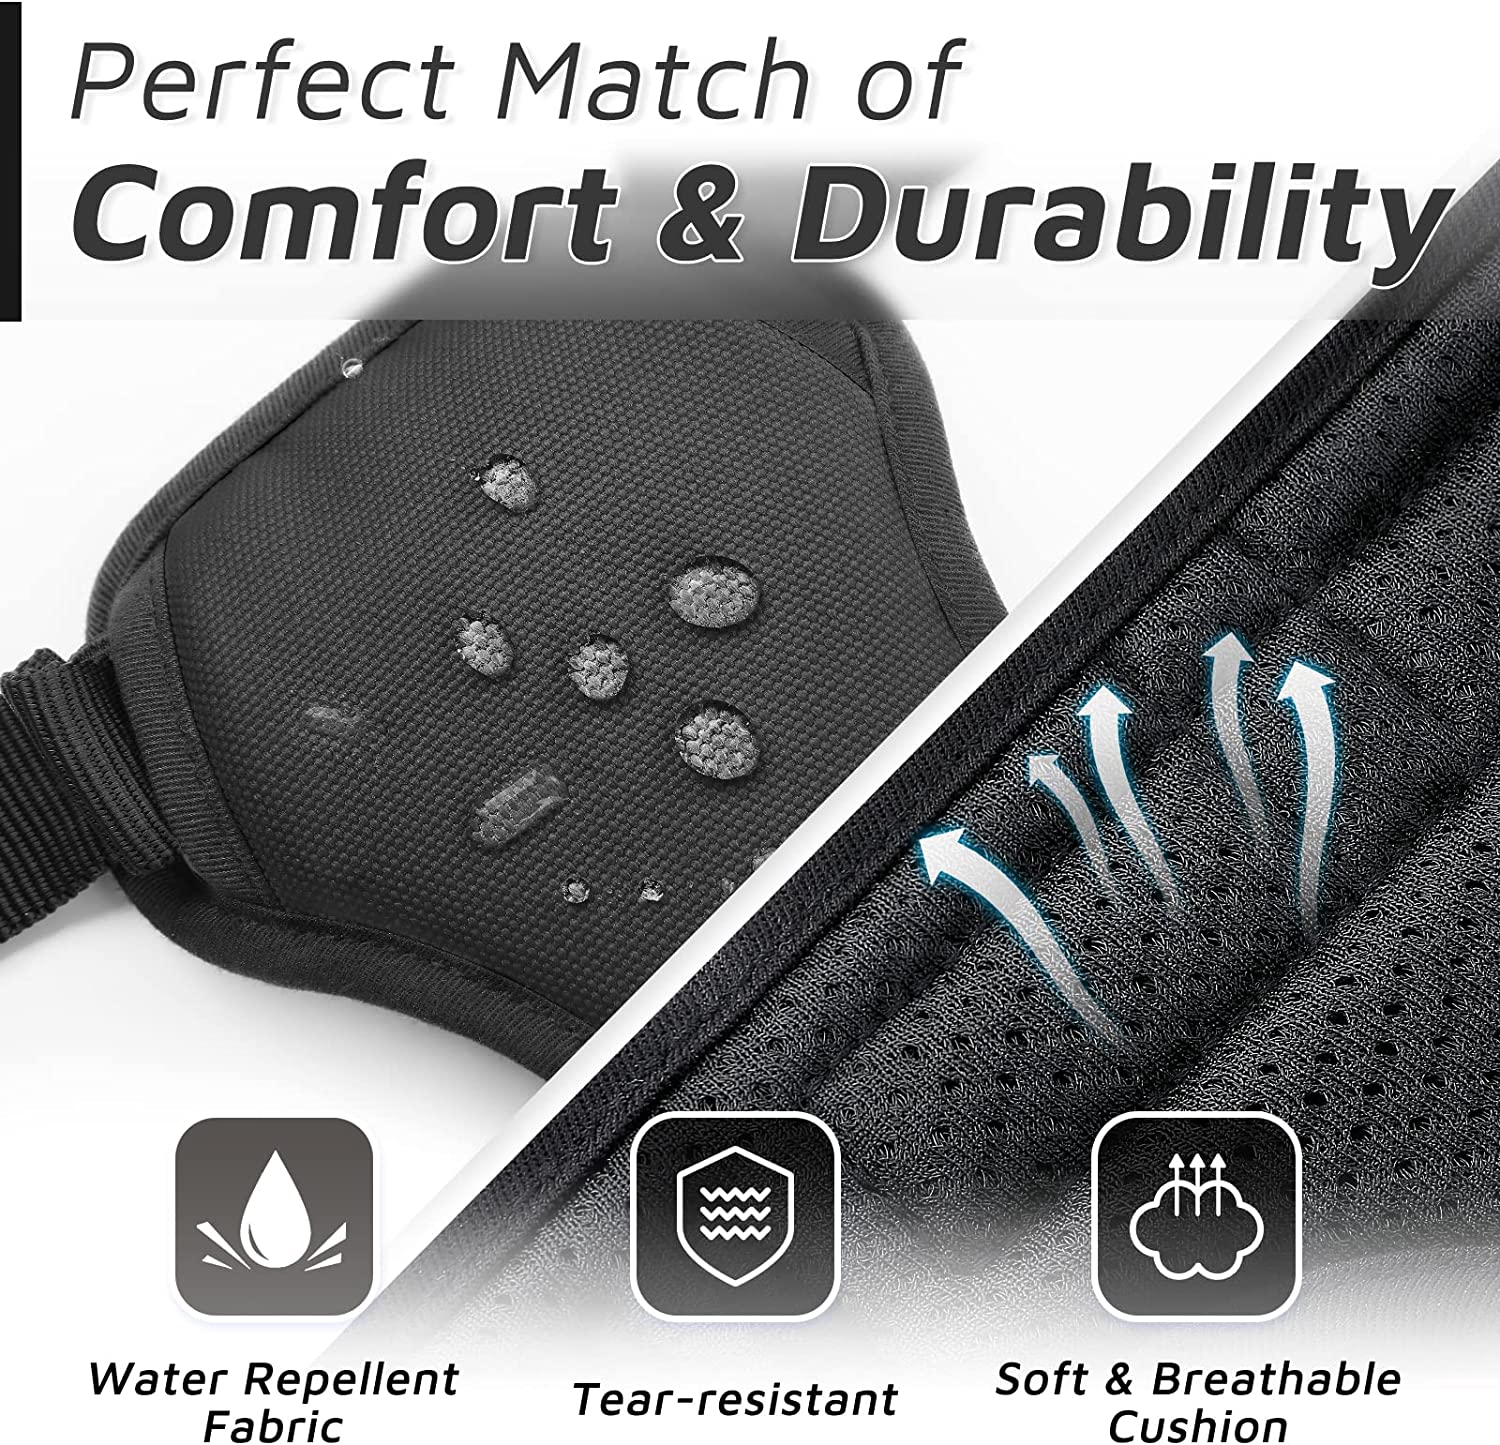 Perfect Match of
Comfort & Durability
Water Repellent
Fabric
Tear-resistant
Soft & Breathable
Cushion